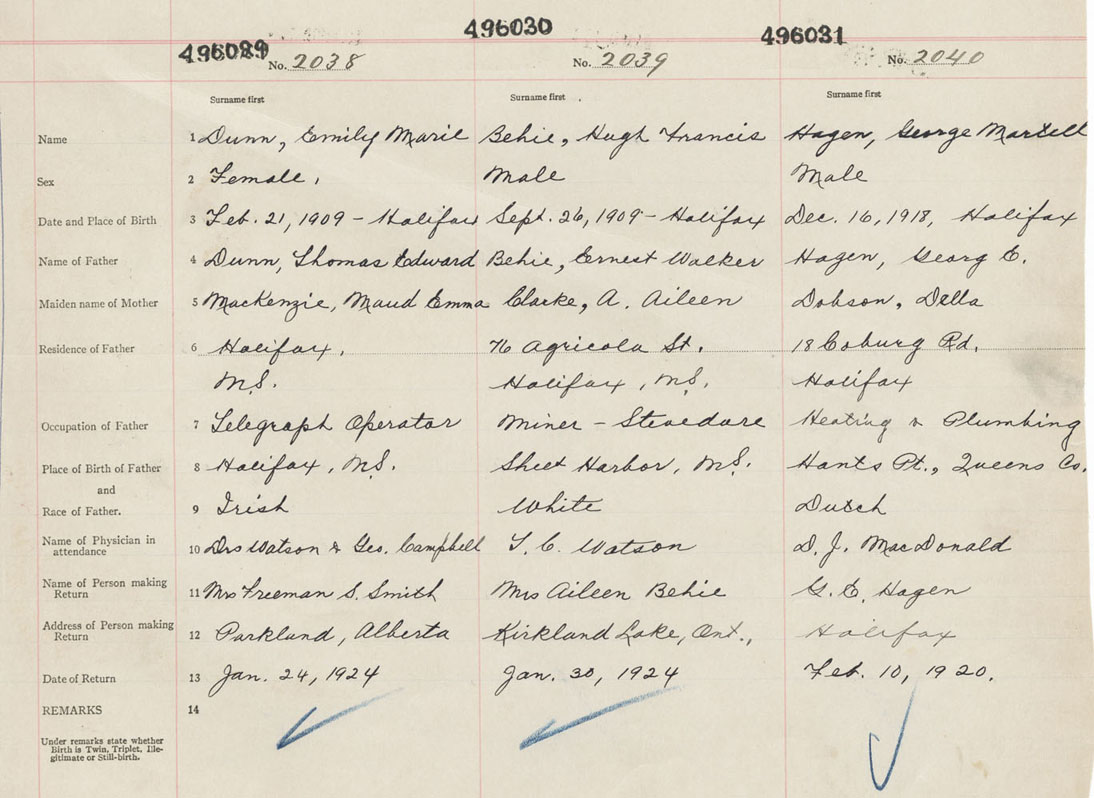 496029 496030 496031
No. 2038 No. 2039 No. 2040
Surname first Surname first Surname first
Name 1 Dunn, Emily Marie Behie, Hugh Francis Hagen, George Martell
Sex 2 Female, Male Male
Date and Place of Birth 3 Feb. 21, 1909 - Halifax Sept. 26, 1909 - Halifax Dec. 16, 1918, Halifax
Name of Father 4 Dunn, Thomas Edward Behie, Ernest Walker Hagen, Georg E.
Maiden name of Mother 5 MacKenzie, Maud Emma Clarke, A. Aileen Dobson, Della
Residence of Father 6 Halifax, 76 Agricola St. 18 Coburg Rd.
N.S. Halifax, N.S. Halifax
Occupation of Father 7 Telegraph Operator Miner - Stevedore Heating & Plumbing
Place of Birth of Father 8 Halifax, N.S. Sheet Harbor, N.S. Hants Pt., Queens Co.
and
Race of Father. 9 Irish White Dutch
Name of Physician in
attendance 10 Drs Watson & Geo. Campbell T. C. Watson D. J. MacDonald
Name of Person making
Return 11 Mrs Freeman S. Smith Mrs Aileen Behie G. E. Hagen
Address of Person making
Return 12 Parkland, Alberta Kirkland Lake, Ont., Halifax
Date of Return 13 Jan. 24, 1924 Jan. 30, 1924 Feb. 10, 1920.
REMARKS 14
Under remarks state whether
Birth is Twin, Triplet, Ille-
gitimate or Still-birth.